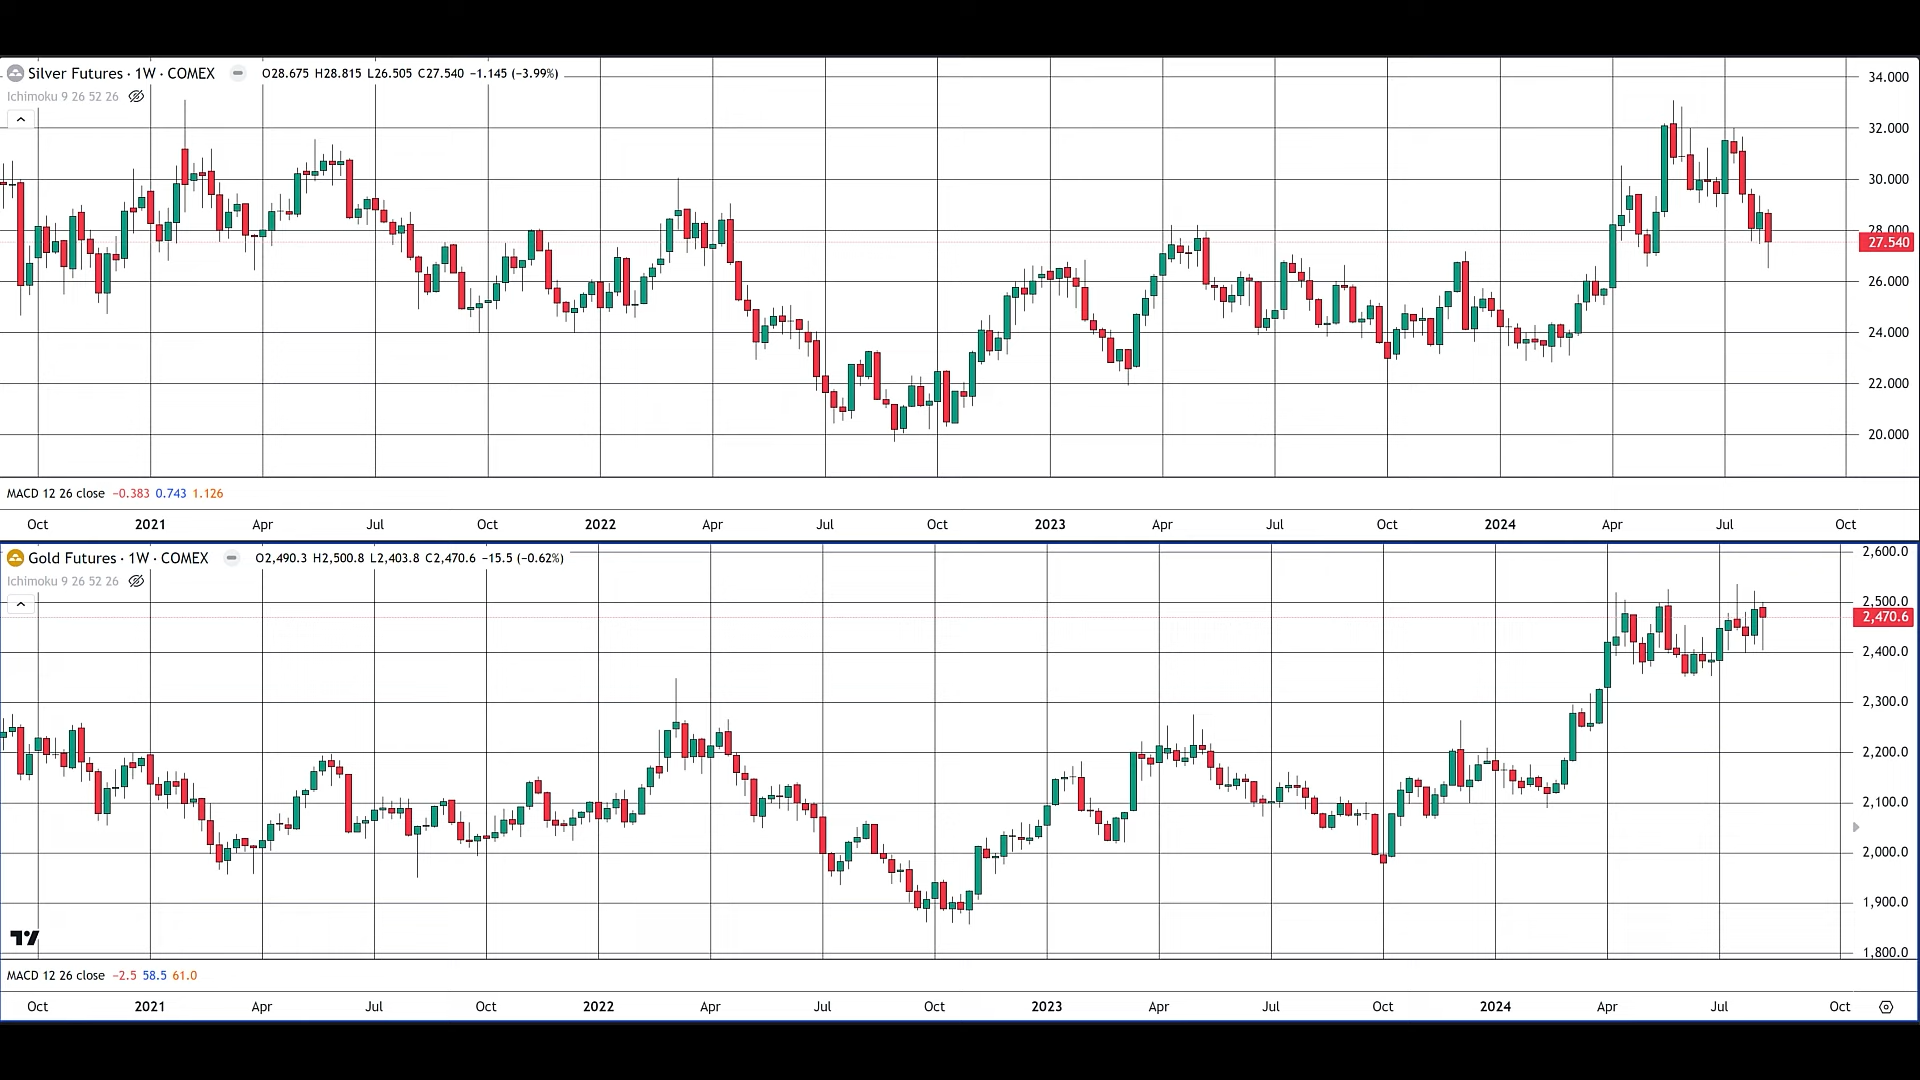 Silver Futures · 1W · COMEX O28.675 H28.815 L26.505 C27.540 −1.145 (−3.99%)
Ichimoku 9 26 52 26
34.000
32.000
30.000
28.000
27.540
26.000
24.000
22.000
20.000
MACD 12 26 close −0.383 0.743 1.126
Oct 2021 Apr Jul Oct 2022 Apr Jul Oct 2023 Apr Jul Oct 2024 Apr Jul Oct
Gold Futures · 1W · COMEX O2,490.3 H2,500.8 L2,403.8 C2,470.6 −15.5 (−0.62%)
Ichimoku 9 26 52 26
2,600.0
2,500.0
2,470.6
2,400.0
2,300.0
2,200.0
2,100.0
2,000.0
1,900.0
1,800.0
MACD 12 26 close −2.5 58.5 61.0
Oct 2021 Apr Jul Oct 2022 Apr Jul Oct 2023 Apr Jul Oct 2024 Apr Jul Oct